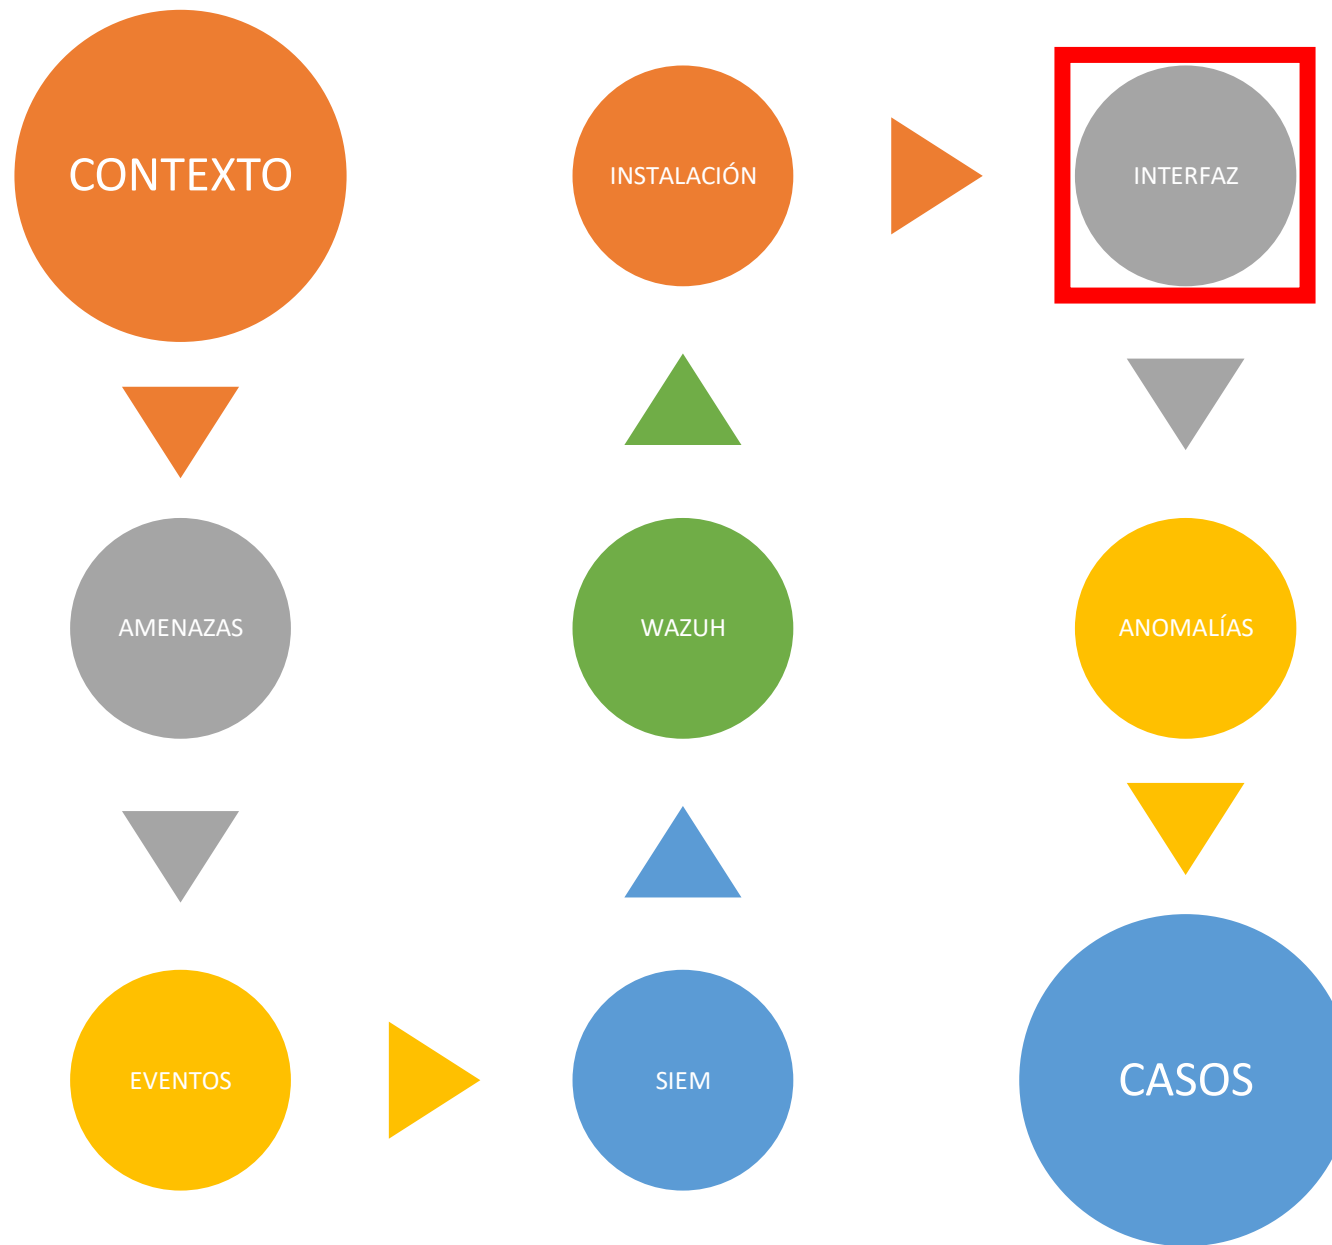 CONTEXTO
AMENAZAS
EVENTOS
SIEM
WAZUH
INSTALACIÓN
INTERFAZ
ANOMALÍAS
CASOS